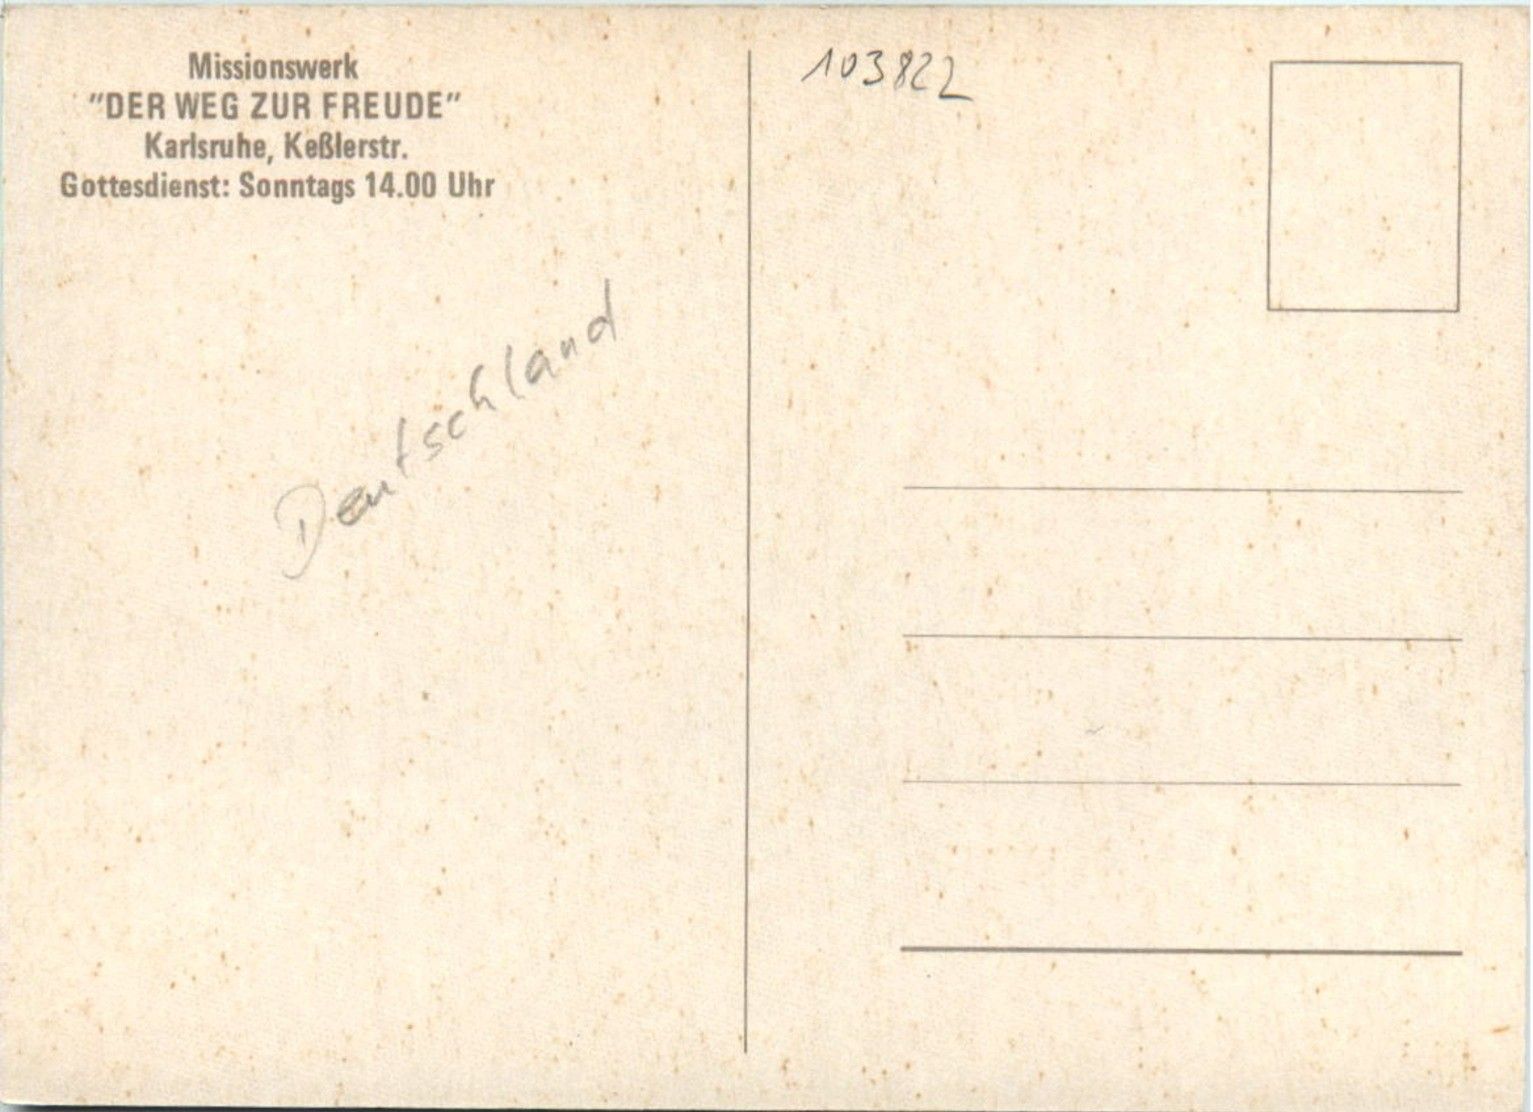 Missionswerk
"DER WEG ZUR FREUDE"
Karlsruhe, Keßlerstr.
Gottesdienst: Sonntags 14.00 Uhr
Deutschland
103822